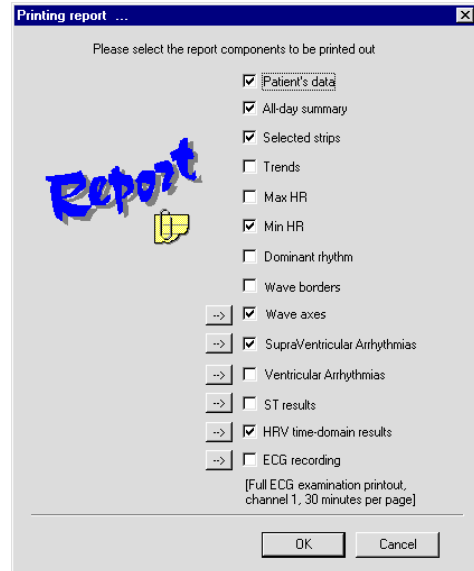 Printing report ...
Please select the report components to be printed out
Patient's data
All-day summary
Selected strips
Trends
Report
Max HR
Min HR
Dominant rhythm
Wave borders
--> Wave axes
--> SupraVentricular Arrhythmias
--> Ventricular Arrhythmias
--> ST results
--> HRV time-domain results
--> ECG recording
[Full ECG examination printout,
channel 1, 30 minutes per page]
OK Cancel